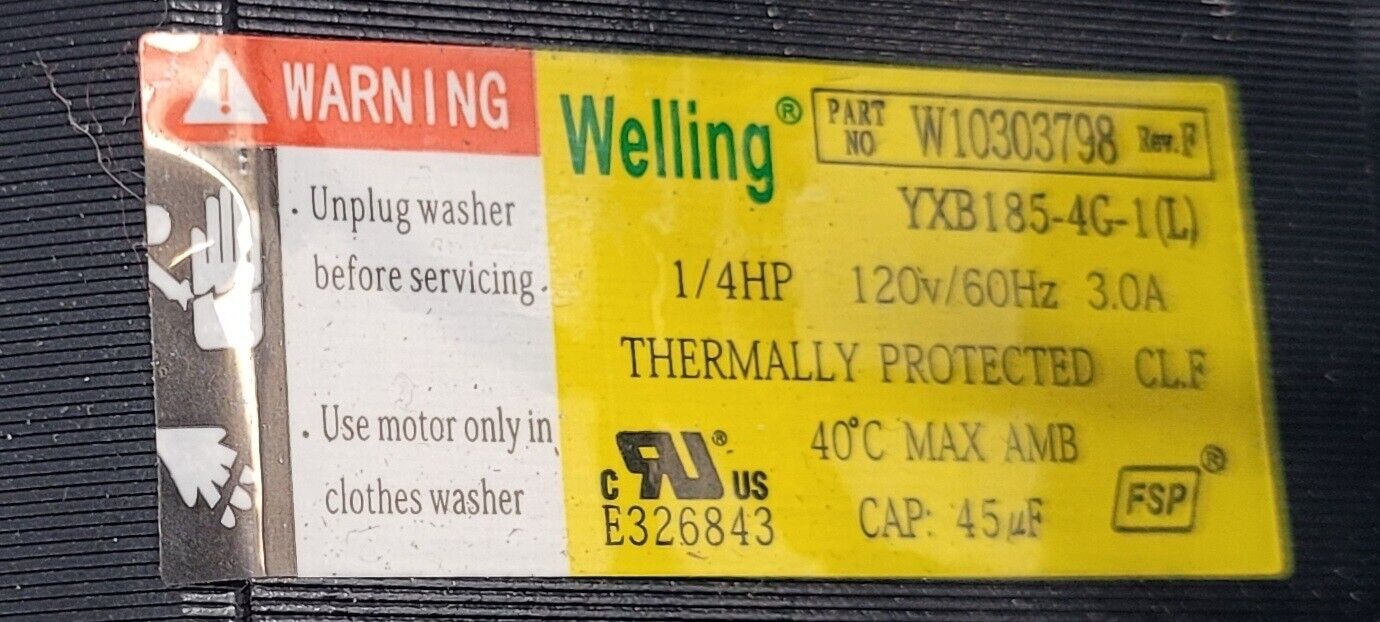 WARNING
. Unplug washer
before servicing.
. Use motor only in
clothes washer
Welling®
PART NO W10303798 Rev.F
YXB185-4G-1(L)
1/4HP 120v/60Hz 3.0A
THERMALLY PROTECTED CL.F
40°C MAX AMB
CAP: 45μF
c RU® US
E326843
FSP®